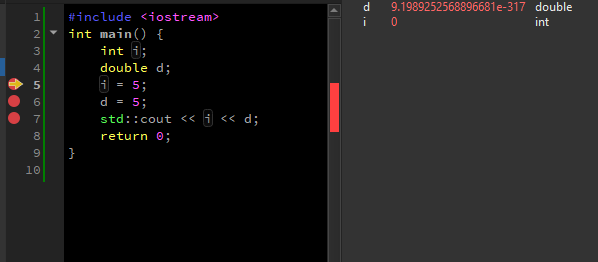 1 #include <iostream>
2 int main() {
3     int i;
4     double d;
5     i = 5;
6     d = 5;
7     std::cout << i << d;
8     return 0;
9 }
10
d 9.1989252568896681e-317 double
i 0 int